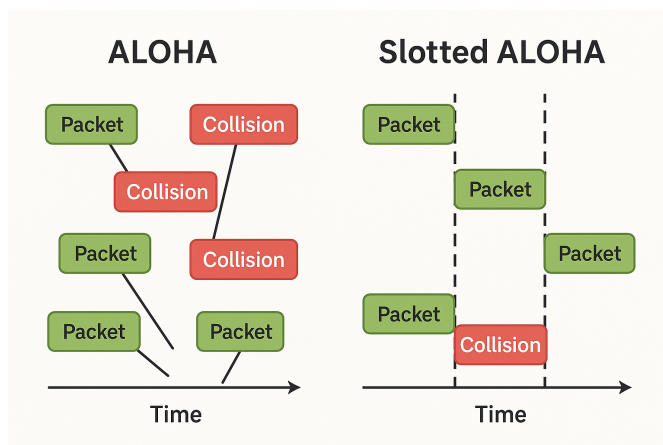 ALOHA
Packet
Collision
Collision
Packet
Collision
Packet
Packet
Time
Slotted ALOHA
Packet
Packet
Packet
Packet
Collision
Time